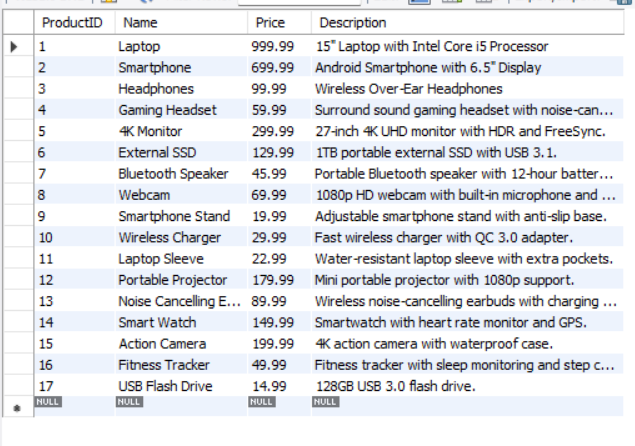 ProductID Name Price Description
1 Laptop 999.99 15" Laptop with Intel Core i5 Processor
2 Smartphone 699.99 Android Smartphone with 6.5" Display
3 Headphones 99.99 Wireless Over-Ear Headphones
4 Gaming Headset 59.99 Surround sound gaming headset with noise-can...
5 4K Monitor 299.99 27-inch 4K UHD monitor with HDR and FreeSync.
6 External SSD 129.99 1TB portable external SSD with USB 3.1.
7 Bluetooth Speaker 45.99 Portable Bluetooth speaker with 12-hour batter...
8 Webcam 69.99 1080p HD webcam with built-in microphone and ...
9 Smartphone Stand 19.99 Adjustable smartphone stand with anti-slip base.
10 Wireless Charger 29.99 Fast wireless charger with QC 3.0 adapter.
11 Laptop Sleeve 22.99 Water-resistant laptop sleeve with extra pockets.
12 Portable Projector 179.99 Mini portable projector with 1080p support.
13 Noise Cancelling E... 89.99 Wireless noise-cancelling earbuds with charging ...
14 Smart Watch 149.99 Smartwatch with heart rate monitor and GPS.
15 Action Camera 199.99 4K action camera with waterproof case.
16 Fitness Tracker 49.99 Fitness tracker with sleep monitoring and step c...
17 USB Flash Drive 14.99 128GB USB 3.0 flash drive.
NULL NULL NULL NULL